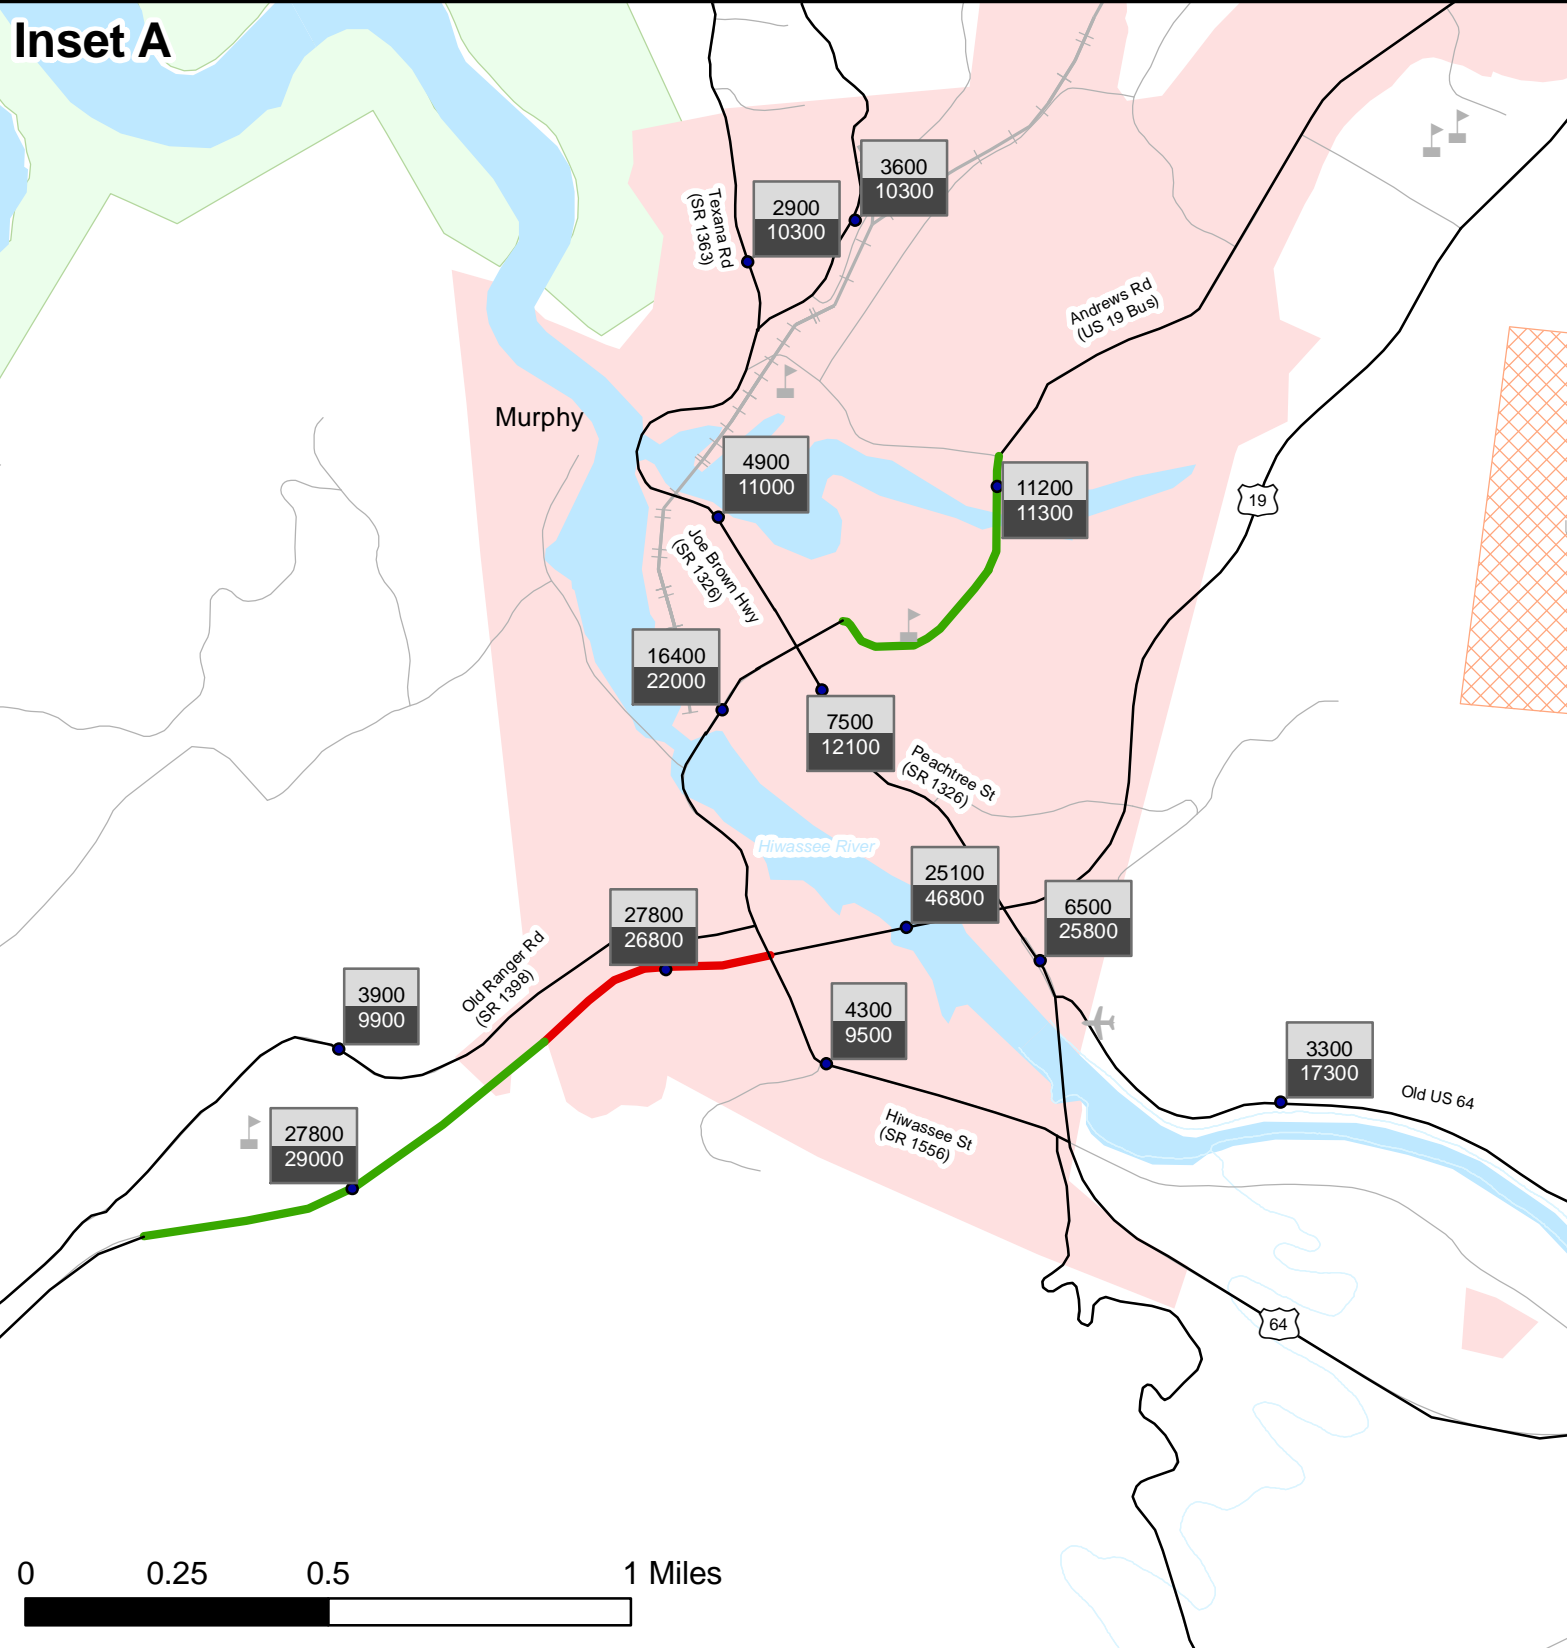 Inset A
3600
10300
2900
10300
Texana Rd
(SR 1363)
Andrews Rd
(US 19 Bus)
Murphy
4900
11000
11200
11300
19
Joe Brown Hwy
(SR 1326)
16400
22000
7500
12100
Peachtree St
(SR 1326)
Hiwassee River
25100
46800
27800
26800
6500
25800
Old Ranger Rd
(SR 1398)
3900
9900
4300
9500
3300
17300
Old US 64
27800
29000
Hiwassee St
(SR 1556)
64
0 0.25 0.5 1 Miles